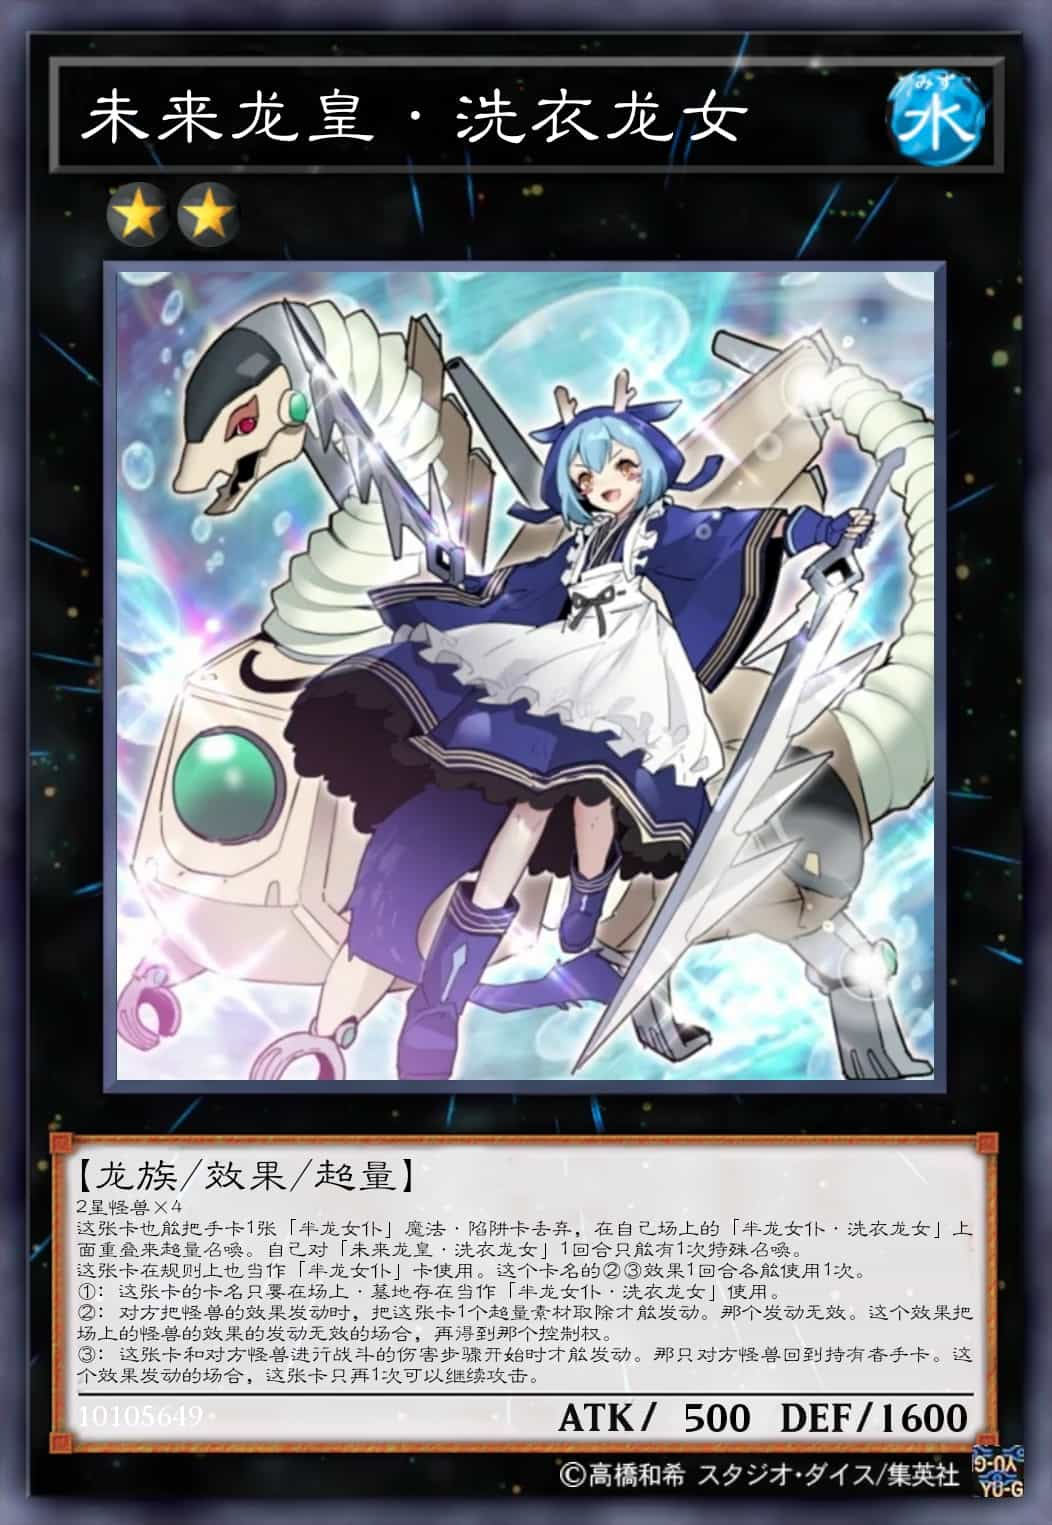 未来龙皇·洗衣龙女
みず
水
【龙族/效果/超量】
2星怪兽×4
这张卡也能把手卡1张「半龙女仆」魔法·陷阱卡丢弃，在自己场上的「半龙女仆·洗衣龙女」上
面重叠来超量召唤。自己对「未来龙皇·洗衣龙女」1回合只能有1次特殊召唤。
这张卡在规则上也当作「半龙女仆」卡使用。这个卡名的②③效果1回合各能使用1次。
①：这张卡的卡名只要在场上·墓地存在当作「半龙女仆·洗衣龙女」使用。
②：对方把怪兽的效果发动时，把这张卡1个超量素材取除才能发动。那个发动无效。这个效果把
场上的怪兽的效果的发动无效的场合，再得到那个控制权。
③：这张卡和对方怪兽进行战斗的伤害步骤开始时才能发动。那只对方怪兽回到持有者手卡。这
个效果发动的场合，这张卡只再1次可以继续攻击。
10105649
ATK/ 500 DEF/1600
©高橋和希 スタジオ·ダイス/集英社
YU-G
YU-G